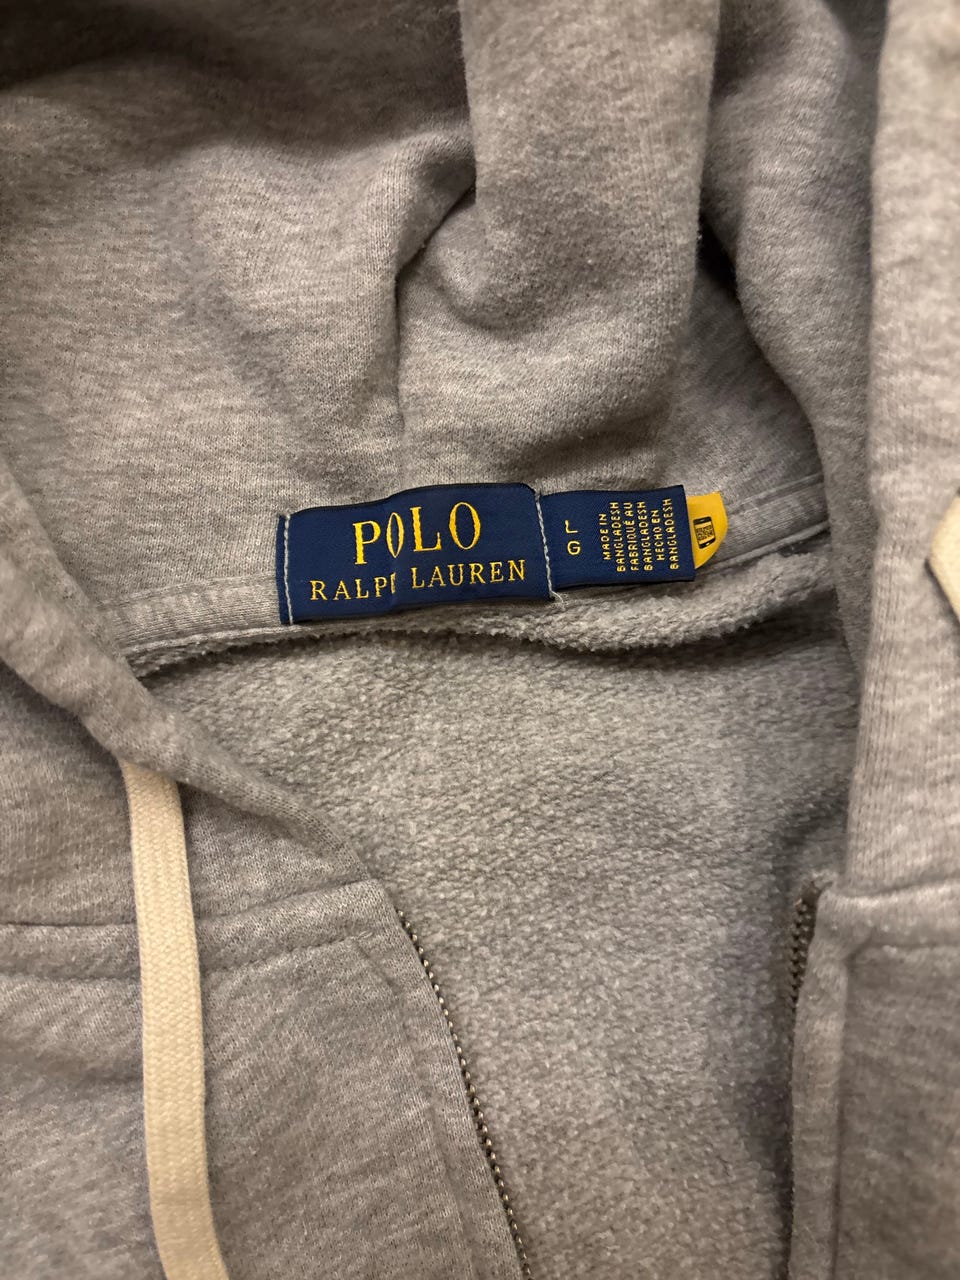 POLO
RALPH LAUREN
L
G
MADE IN
BANGLADESH
FABRIQUÉ AU
BANGLADESH
HECHO EN
BANGLADESH